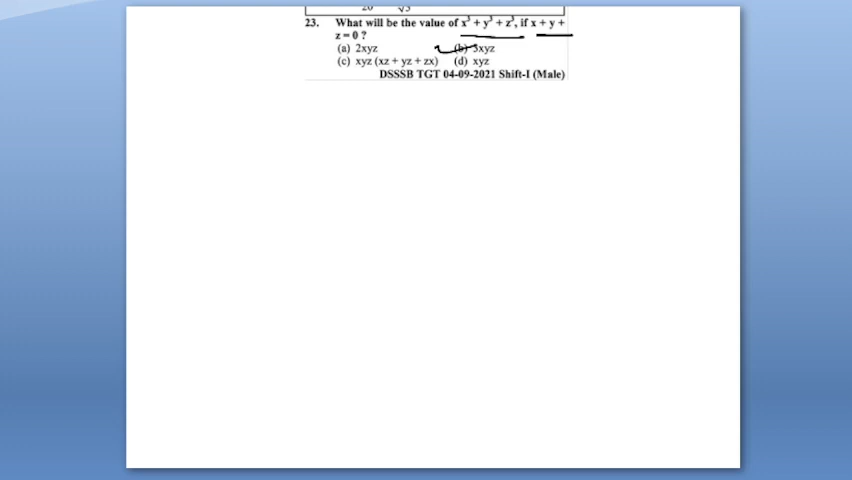 23. What will be the value of x³ + y³ + z³, if x + y +
z = 0 ?
(a) 2xyz (b) 3xyz
(c) xyz (xz + yz + zx) (d) xyz
DSSSB TGT 04-09-2021 Shift-I (Male)